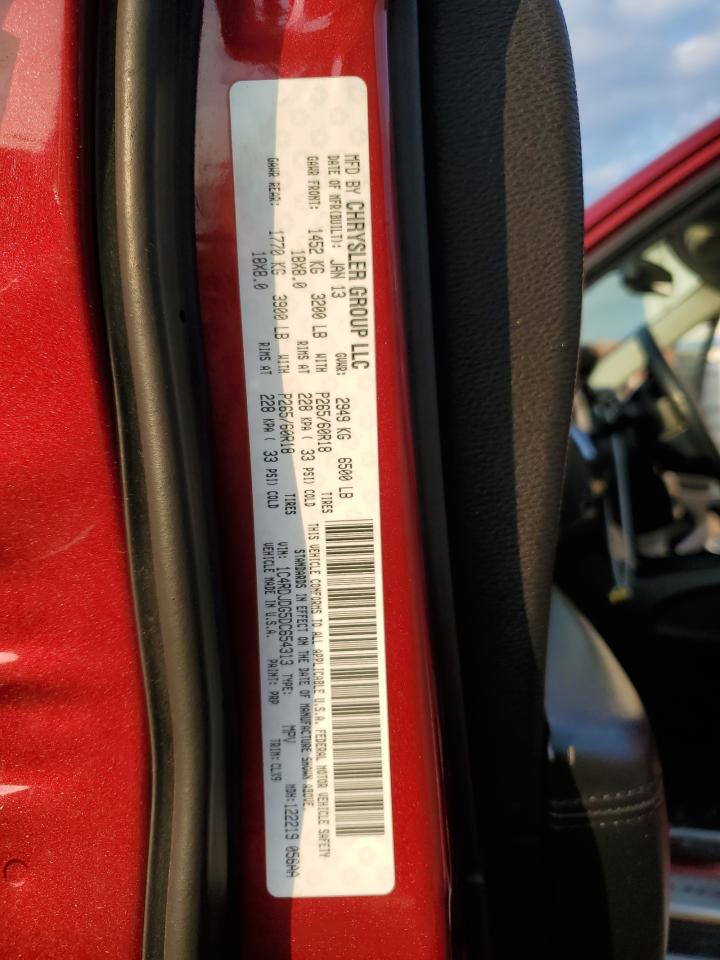 MFD BY CHRYSLER GROUP LLC
DATE OF MFR(BUILT): JAN 13 GVWR: 2949 KG 6500 LB
GAWR FRONT: 1452 KG 3200 LB WITH P265/60R18 TIRES
18X8.0 RIMS AT 228 KPA ( 33 PSI) COLD
GAWR REAR: 1770 KG 3900 LB WITH P265/60R18 TIRES
18X8.0 RIMS AT 228 KPA ( 33 PSI) COLD
THIS VEHICLE CONFORMS TO ALL APPLICABLE U.S.A. FEDERAL MOTOR VEHICLE SAFETY
STANDARDS IN EFFECT ON THE DATE OF MANUFACTURE SHOWN ABOVE.
VIN: 1C4RDJDG5DC654313 TYPE: MPV MDH: 122219 056AA
VEHICLE MADE IN U.S.A. PAINT: PRP TRIM: CLX9